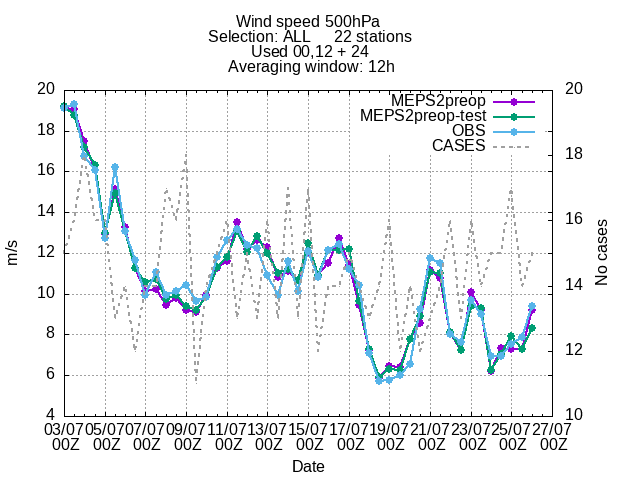 Wind speed 500hPa
Selection: ALL 22 stations
Used 00,12 + 24
Averaging window: 12h
MEPS2preop
MEPS2preop-test
OBS
CASES
m/s
20
18
16
14
12
10
8
6
4
No cases
20
18
16
14
12
10
03/07 05/07 07/07 09/07 11/07 13/07 15/07 17/07 19/07 21/07 23/07 25/07 27/07
00Z 00Z 00Z 00Z 00Z 00Z 00Z 00Z 00Z 00Z 00Z 00Z 00Z
Date